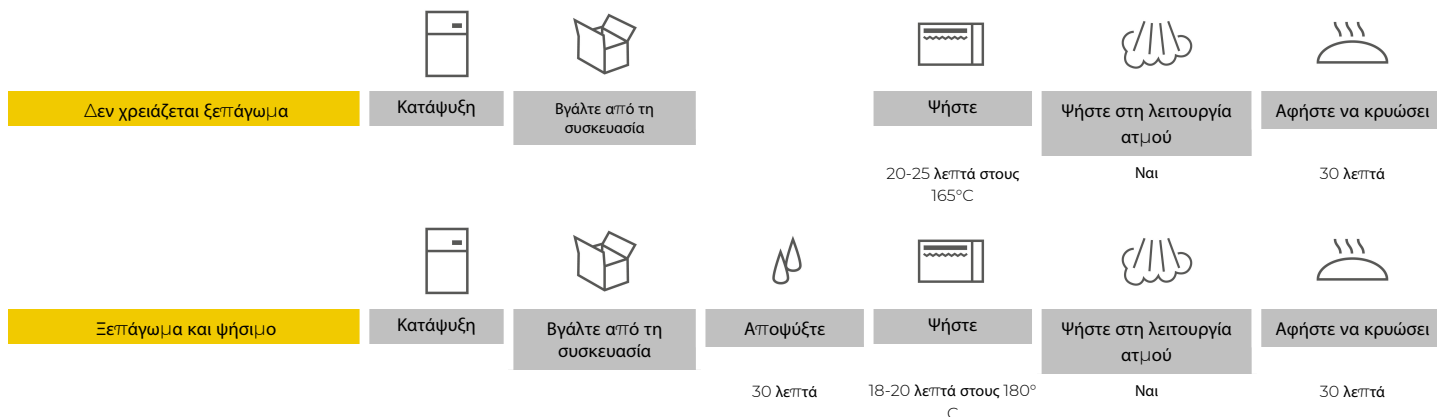 Δεν χρειάζεται ξεπάγωμα
Κατάψυξη
Βγάλτε από τη
συσκευασία
Ψήστε
Ψήστε στη λειτουργία
ατμού
Αφήστε να κρυώσει
20-25 λεπτά στους
165°C
Ναι
30 λεπτά
Ξεπάγωμα και ψήσιμο
Κατάψυξη
Βγάλτε από τη
συσκευασία
Αποψύξτε
Ψήστε
Ψήστε στη λειτουργία
ατμού
Αφήστε να κρυώσει
30 λεπτά
18-20 λεπτά στους 180°
C
Ναι
30 λεπτά